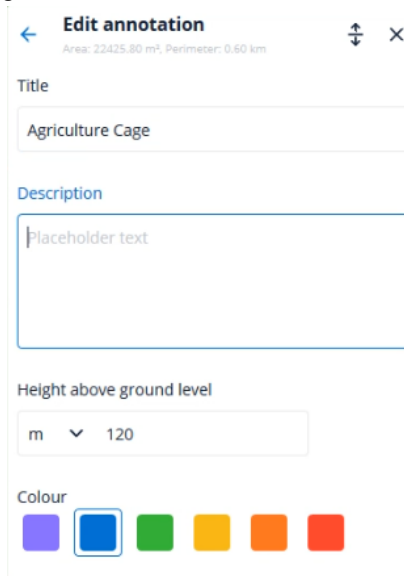 Edit annotation
Area: 22425.80 m², Perimeter: 0.60 km
Title
Agriculture Cage
Description
Placeholder text
Height above ground level
m 120
Colour